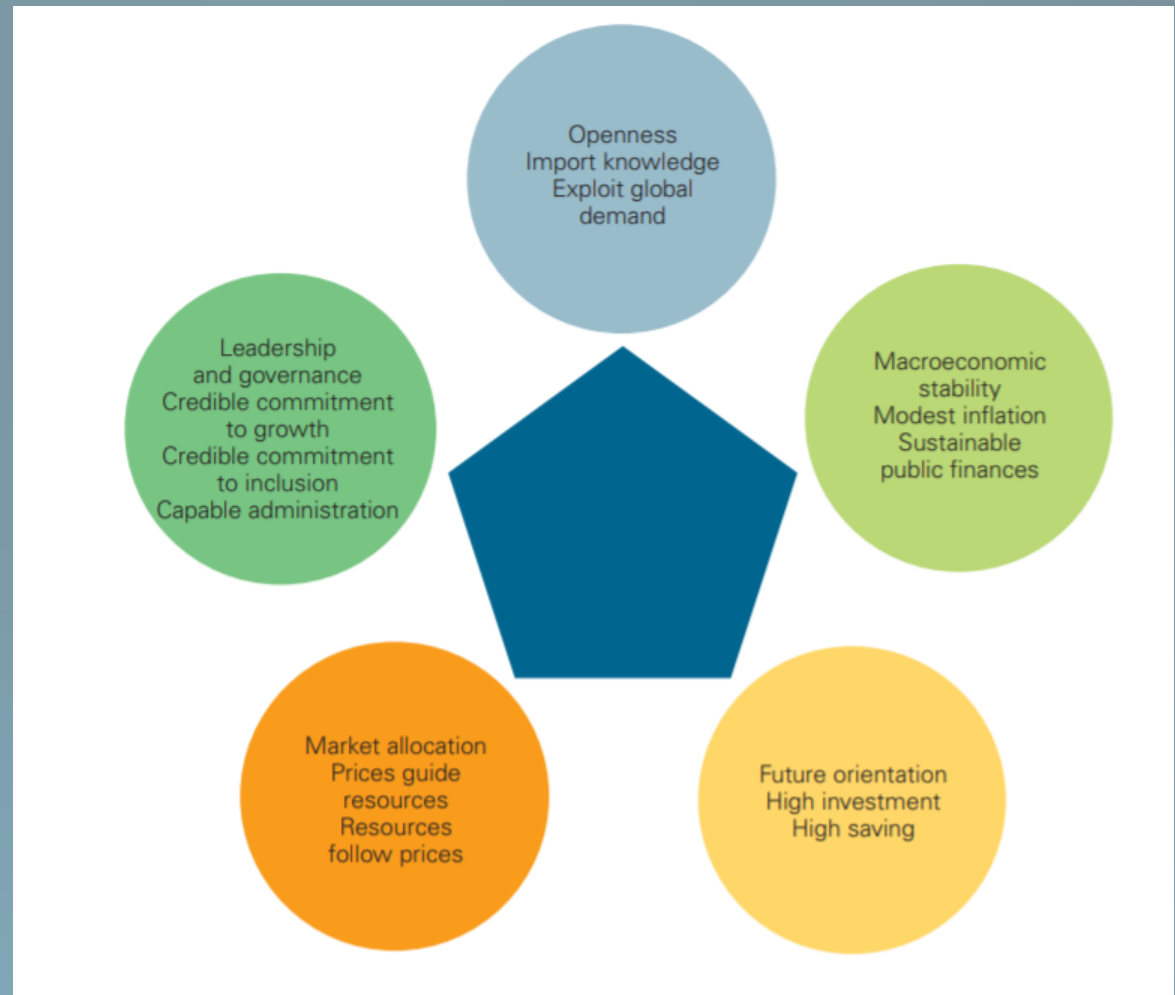 Openness
Import knowledge
Exploit global
demand
Leadership
and governance
Credible commitment
to growth
Credible commitment
to inclusion
Capable administration
Macroeconomic
stability
Modest inflation
Sustainable
public finances
Market allocation
Prices guide
resources
Resources
follow prices
Future orientation
High investment
High saving